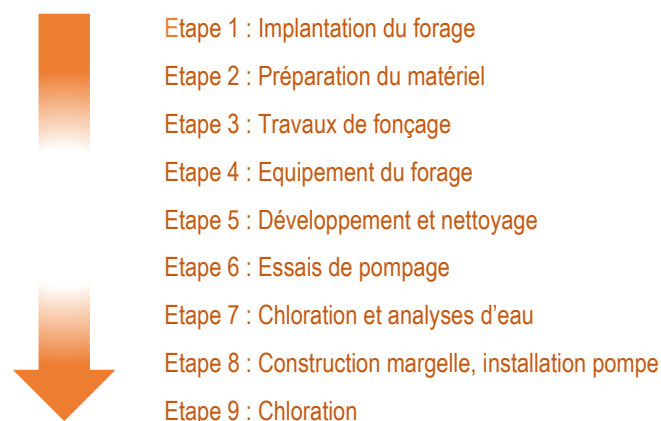 Etape 1 : Implantation du forage
Etape 2 : Préparation du matériel
Etape 3 : Travaux de fonçage
Etape 4 : Equipement du forage
Etape 5 : Développement et nettoyage
Etape 6 : Essais de pompage
Etape 7 : Chloration et analyses d’eau
Etape 8 : Construction margelle, installation pompe
Etape 9 : Chloration